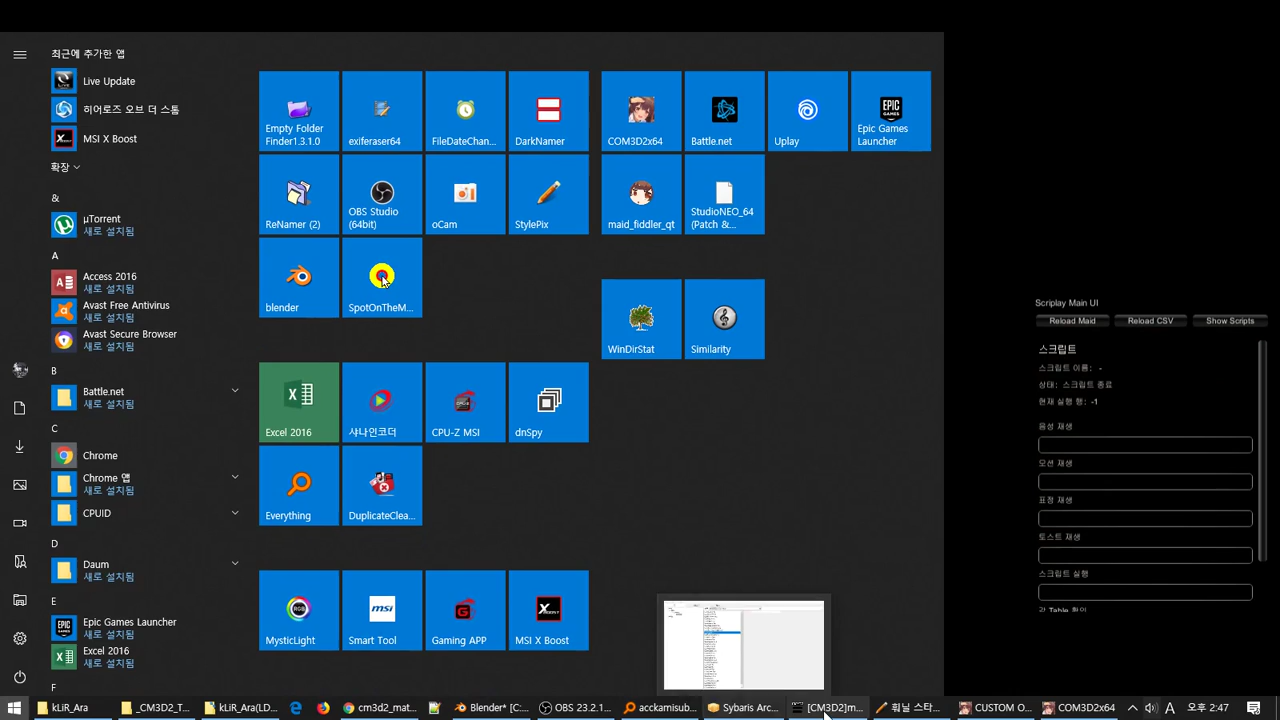 최근에 추가한 앱
Live Update
히어로즈 오브 더 스톰
MSI X Boost
확장
&
µTorrent
새로 설치됨
A
Access 2016
새로 설치됨
Avast Free Antivirus
새로 설치됨
Avast Secure Browser
새로 설치됨
B
Battle.net
새로 설치됨
C
Chrome
Chrome 앱
새로 설치됨
CPUID
D
Daum
새로 설치됨
E
Epic Games Launcher
새로 설치됨
Excel 2016
새로 설치됨
F
Empty Folder
Finder1.3.1.0
exiferaser64
FileDateChan...
DarkNamer
ReNamer (2)
OBS Studio
(64bit)
oCam
StylePix
blender
SpotOnTheM...
Excel 2016
샤나인코더
CPU-Z MSI
dnSpy
Everything
DuplicateClea...
MysticLight
Smart Tool
Gaming APP
MSI X Boost
COM3D2x64
Battle.net
Uplay
EPIC
GAMES
Epic Games
Launcher
maid_fiddler_qt
StudioNEO_64
(Patch &...
WinDirStat
Similarity
Scriplay Main UI
Reload Maid
Reload CSV
Show Scripts
스크립트
스크립트 이름: -
상태: 스크립트 종료
현재 실행 행: -1
음성 재생
모션 재생
표정 재생
토스트 재생
스크립트 실행
kLIR_Ara
_CM3D2_T...
kLIR_Ara(LD...
cm3d2_mat...
Blender* [C:...
OBS 23.2.1...
acckamisub...
Sybaris Arc...
[CM3D2]m...
훠닐 스타...
CUSTOM O...
COM3D2x64
A
오후 2:47